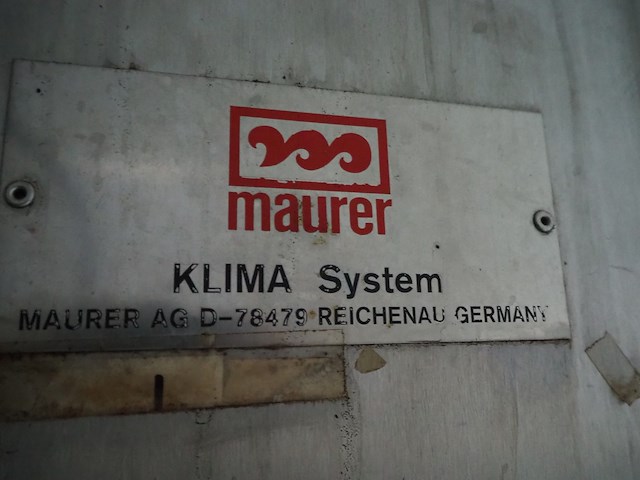 maurer
KLIMA System
MAURER AG D-78479 REICHENAU GERMANY